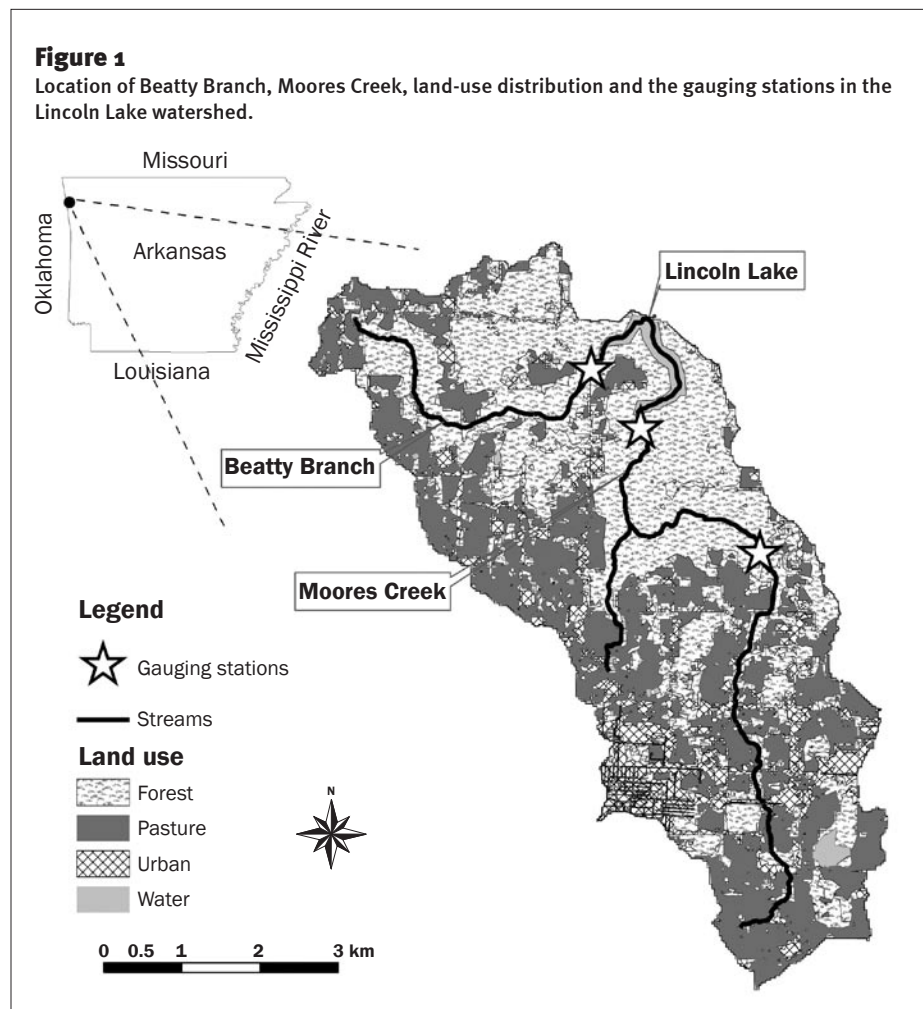 Figure 1
Location of Beatty Branch, Moores Creek, land-use distribution and the gauging stations in the
Lincoln Lake watershed.
Missouri
Oklahoma
Arkansas
Mississippi River
Louisiana
Lincoln Lake
Beatty Branch
Moores Creek
Legend
Gauging stations
Streams
Land use
Forest
Pasture
Urban
Water
N
0 0.5 1 2 3 km